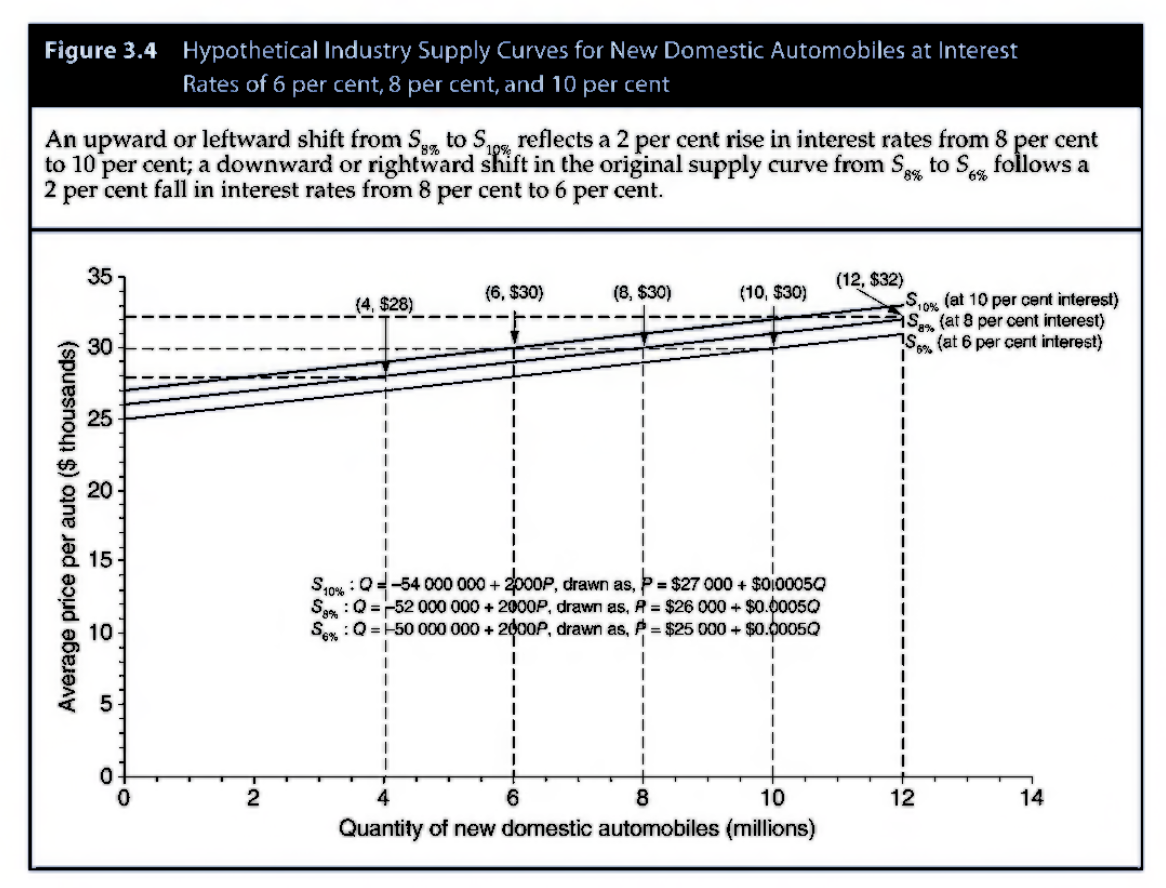 Figure 3.4 Hypothetical Industry Supply Curves for New Domestic Automobiles at Interest
Rates of 6 per cent, 8 per cent, and 10 per cent
An upward or leftward shift from S8% to S10% reflects a 2 per cent rise in interest rates from 8 per cent
to 10 per cent; a downward or rightward shift in the original supply curve from S8% to S6% follows a
2 per cent fall in interest rates from 8 per cent to 6 per cent.
35
30
25
20
15
10
5
0
Average price per auto ($ thousands)
(4, $28)
(6, $30)
(8, $30)
(10, $30)
(12, $32)
S10% (at 10 per cent interest)
S8% (at 8 per cent interest)
S6% (at 6 per cent interest)
S10% : Q = –54 000 000 + 2000P, drawn as, P = $27 000 + $0.0005Q
S8% : Q = –52 000 000 + 2000P, drawn as, P = $26 000 + $0.0005Q
S6% : Q = –50 000 000 + 2000P, drawn as, P = $25 000 + $0.0005Q
0 2 4 6 8 10 12 14
Quantity of new domestic automobiles (millions)